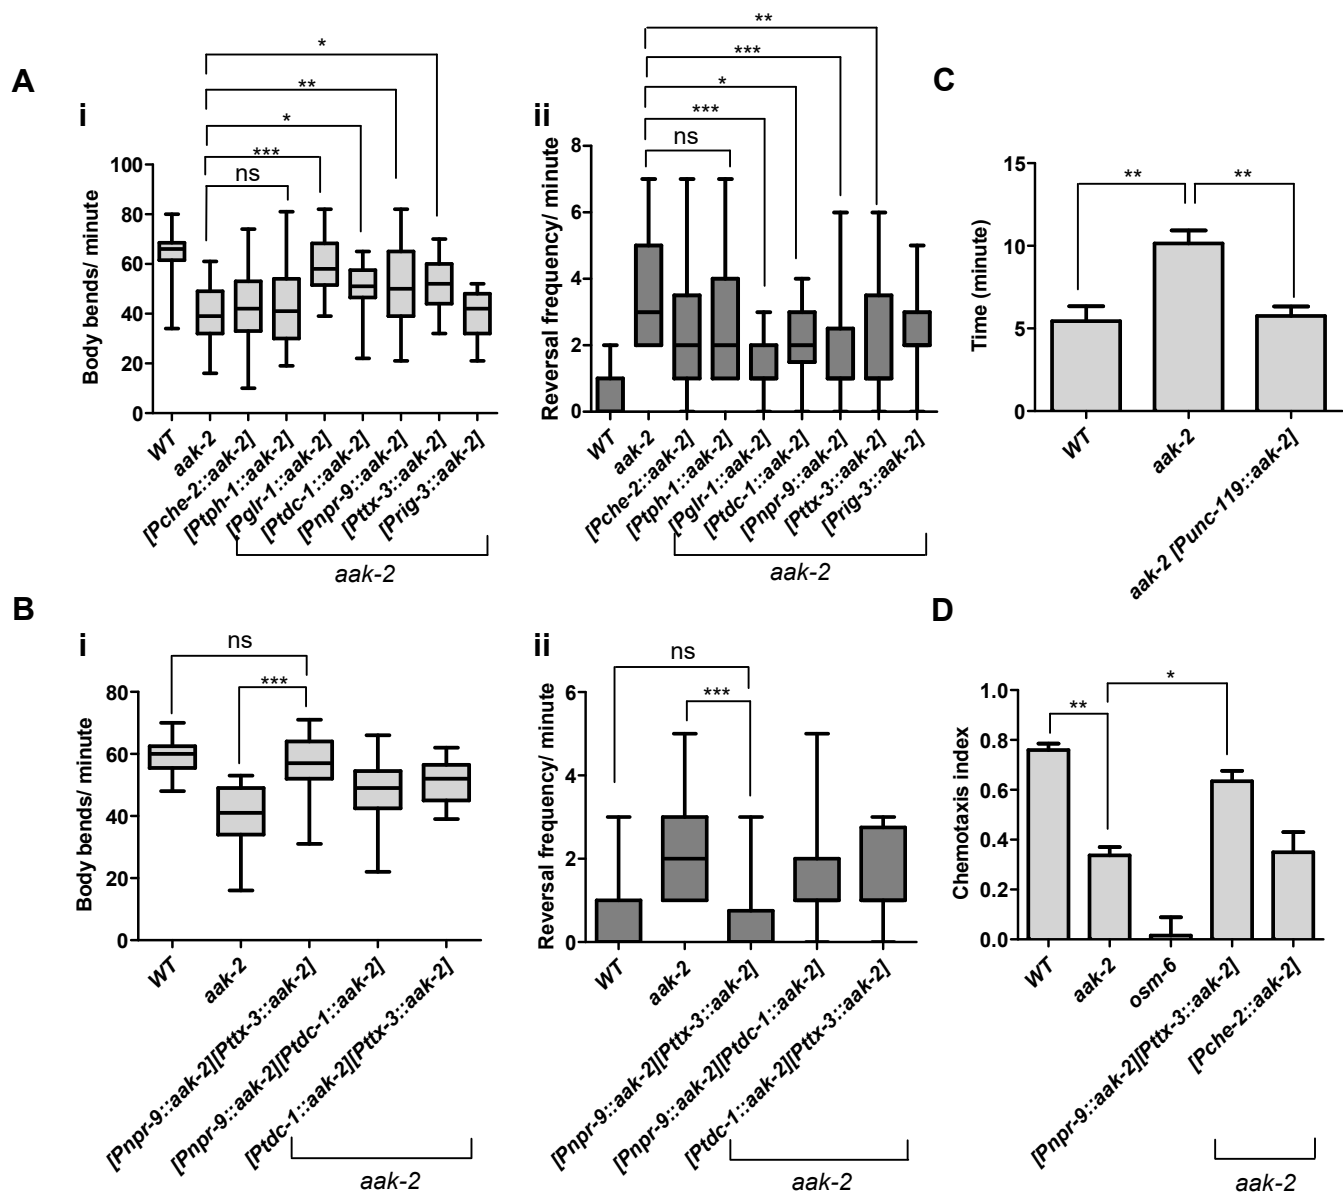 A
i
*
**
*
***
ns
Body bends/ minute
100
80
60
40
20
0
WT
aak-2
[Pche-2::aak-2]
[Ptph-1::aak-2]
[Pglr-1::aak-2]
[Ptdc-1::aak-2]
[Pnpr-9::aak-2]
[Pttx-3::aak-2]
[Prig-3::aak-2]
aak-2
ii
**
***
*
***
ns
Reversal frequency/ minute
8
6
4
2
0
WT
aak-2
[Pche-2::aak-2]
[Ptph-1::aak-2]
[Pglr-1::aak-2]
[Ptdc-1::aak-2]
[Pnpr-9::aak-2]
[Pttx-3::aak-2]
[Prig-3::aak-2]
aak-2
C
**
**
Time (minute)
15
10
5
0
WT
aak-2
aak-2 [Punc-119::aak-2]
B
i
ns
***
Body bends/ minute
80
60
40
20
0
WT
aak-2
[Pnpr-9::aak-2][Pttx-3::aak-2]
[Pnpr-9::aak-2][Ptdc-1::aak-2]
[Ptdc-1::aak-2][Pttx-3::aak-2]
aak-2
ii
ns
***
Reversal frequency/ minute
6
4
2
0
WT
aak-2
[Pnpr-9::aak-2][Pttx-3::aak-2]
[Pnpr-9::aak-2][Ptdc-1::aak-2]
[Ptdc-1::aak-2][Pttx-3::aak-2]
aak-2
D
**
*
Chemotaxis index
1.0
0.8
0.6
0.4
0.2
0.0
WT
aak-2
osm-6
[Pnpr-9::aak-2][Pttx-3::aak-2]
[Pche-2::aak-2]
aak-2